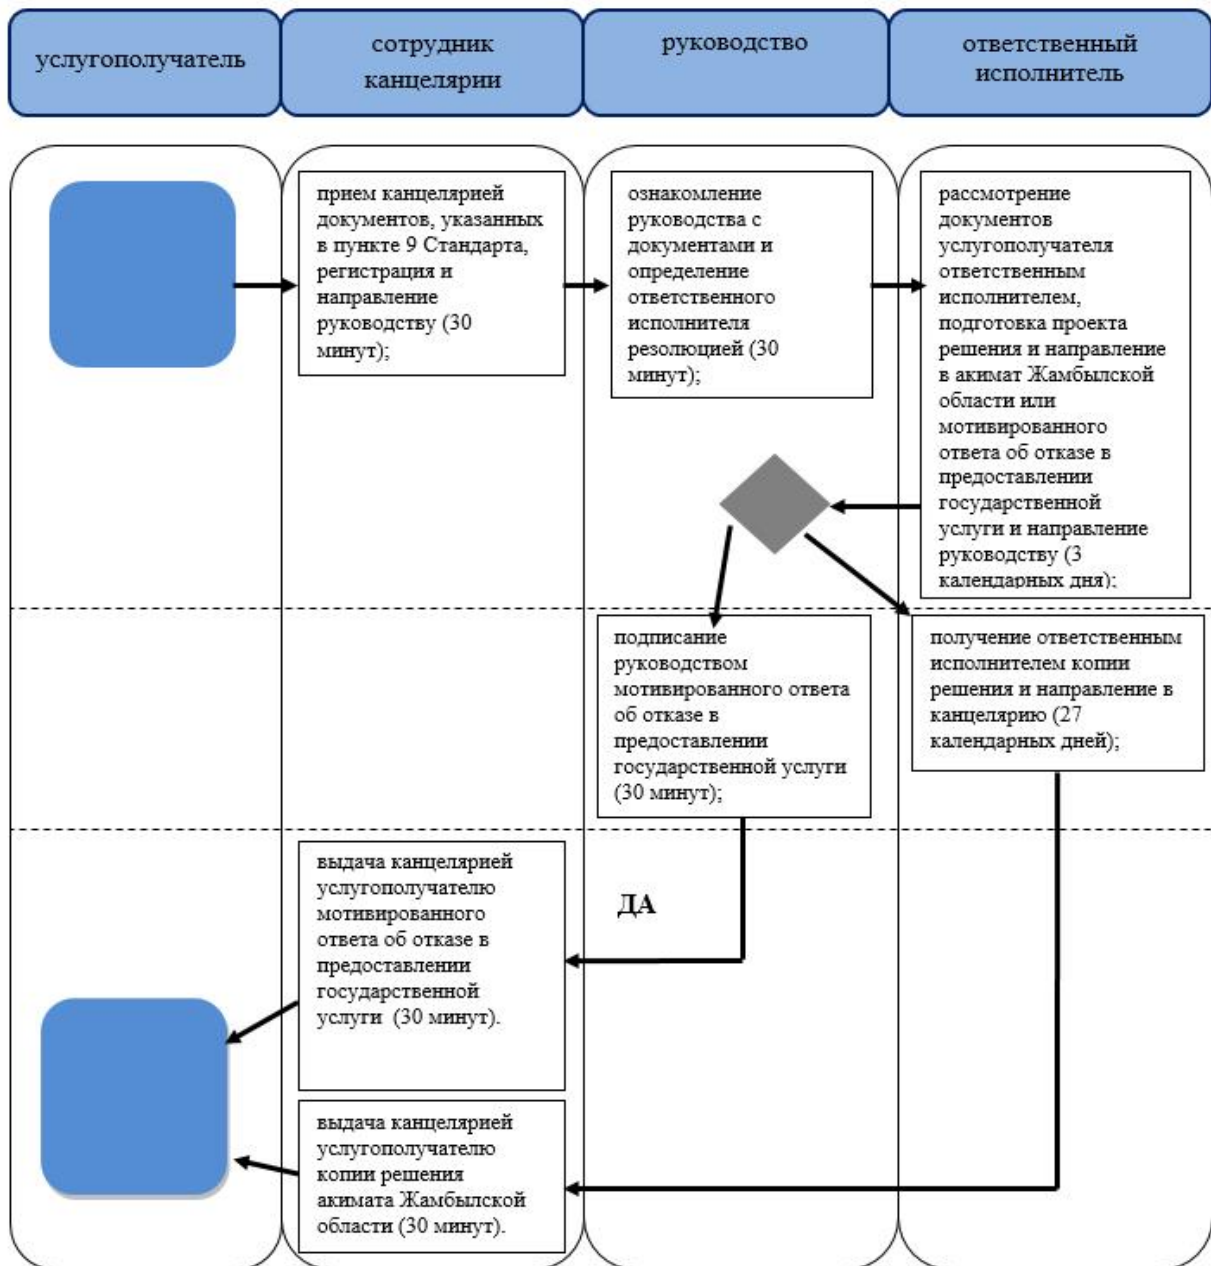 услугополучатель
сотрудник
канцелярии
руководство
ответственный
исполнитель
прием канцелярией
документов, указанных
в пункте 9 Стандарта,
регистрация и
направление
руководству (30
минут);
ознакомление
руководства с
документами и
определение
ответственного
исполнителя
резолюцией (30
минут);
рассмотрение
документов
услугополучателя
ответственным
исполнителем,
подготовка проекта
решения и направление
в акимат Жамбылской
области или
мотивированного
ответа об отказе в
предоставлении
государственной
услуги и направление
руководству (3
календарных дня);
подписание
руководством
мотивированного ответа
об отказе в
предоставлении
государственной услуги
(30 минут);
получение ответственным
исполнителем копии
решения и направление в
канцелярию (27
календарных дней);
выдача канцелярией
услугополучателю
мотивированного
ответа об отказе в
предоставлении
государственной
услуги (30 минут).
ДА
выдача канцелярией
услугополучателю
копии решения
акимата Жамбылской
области (30 минут).